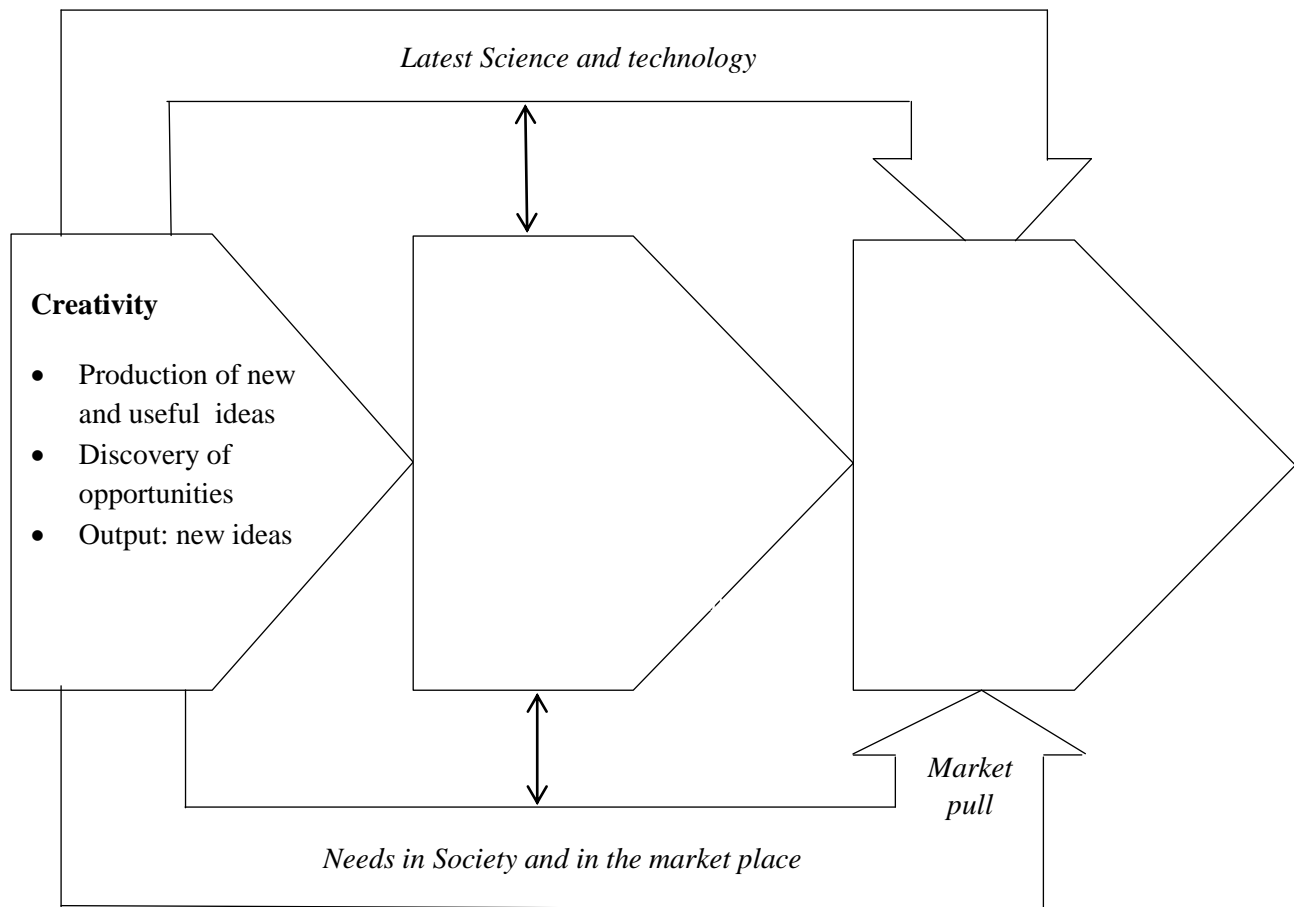 Latest Science and technology
Creativity
• Production of new
and useful ideas
• Discovery of
opportunities
• Output: new ideas
Market
pull
Needs in Society and in the market place